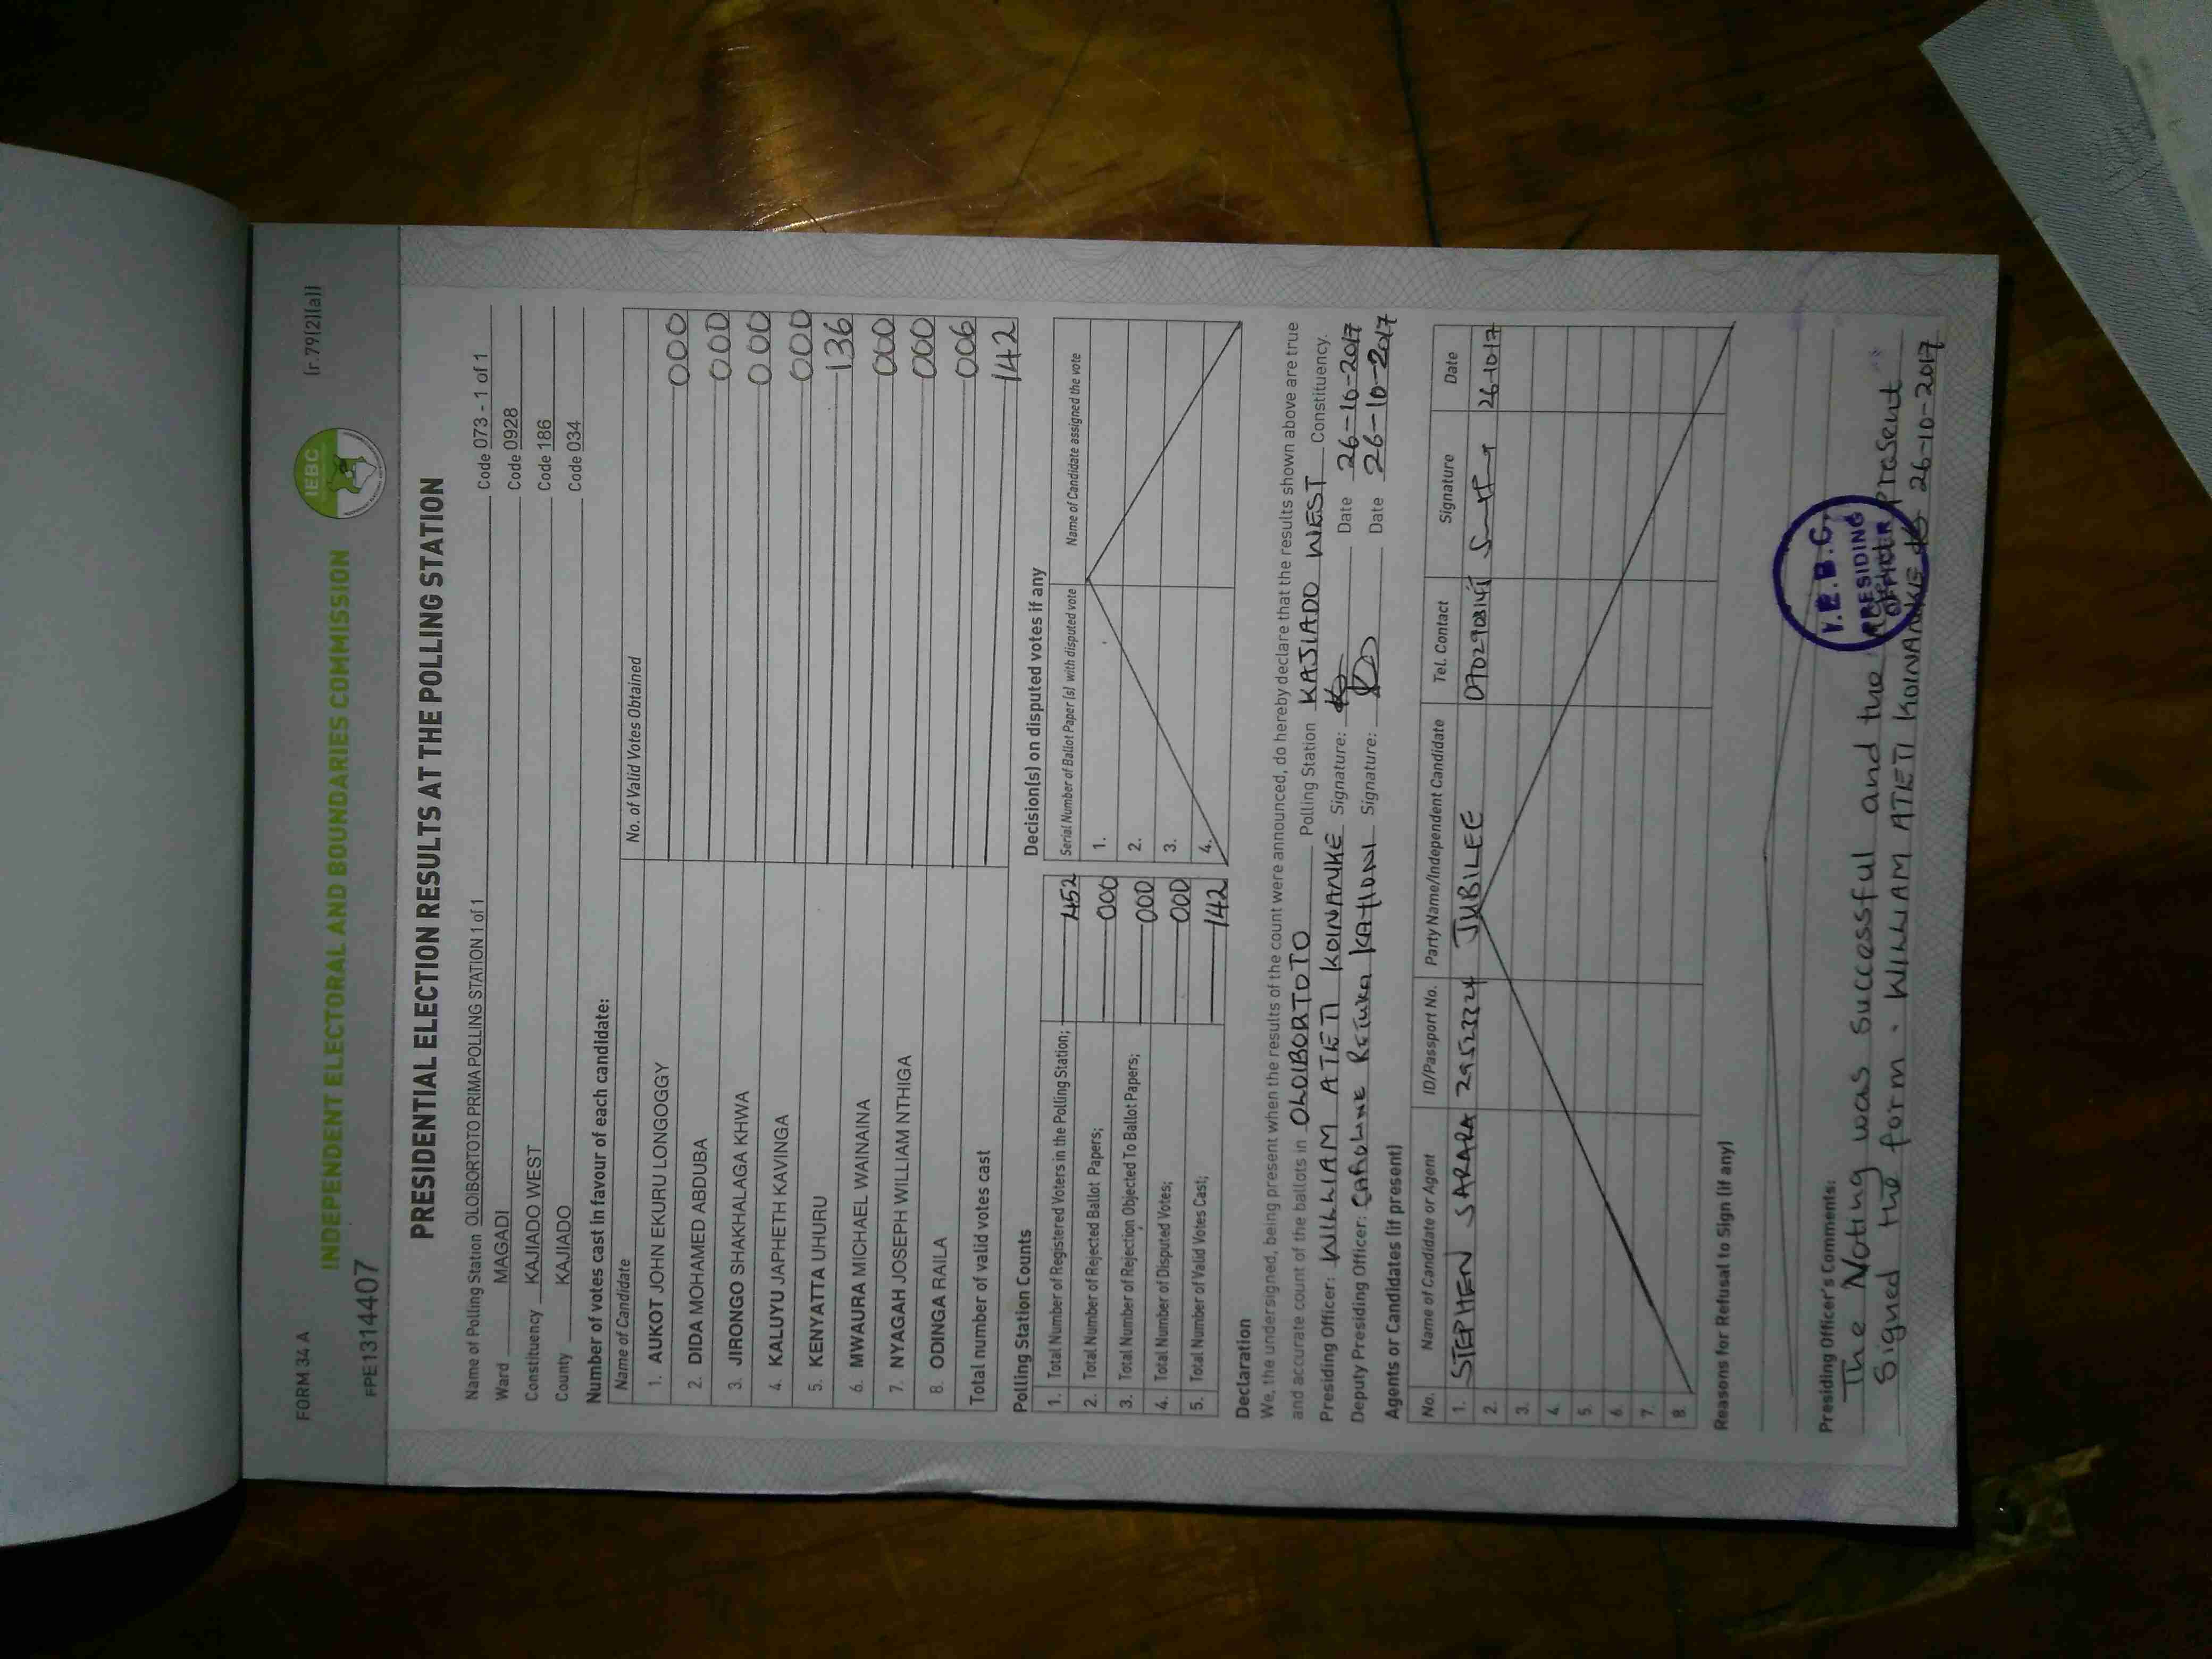 FORM 34 A
[r.79(2)(a)]
IEBC
INDEPENDENT ELECTORAL AND BOUNDARIES COMMISSION
FPE1314407
PRESIDENTIAL ELECTION RESULTS AT THE POLLING STATION
Name of Polling Station OLOIBORTOTO PRIMA POLLING STATION 1 of 1 Code 073 - 1 of 1
Ward MAGADI Code 0928
Constituency KAJIADO WEST Code 186
County KAJIADO Code 034
Number of votes cast in favour of each candidate:
Name of Candidate No. of Valid Votes Obtained
1. AUKOT JOHN EKURU LONGOGGY 000
2. DIDA MOHAMED ABDUBA 000
3. JIRONGO SHAKHALAGA KHWA 000
4. KALUYU JAPHETH KAVINGA 000
5. KENYATTA UHURU 136
6. MWAURA MICHAEL WAINAINA 000
7. NYAGAH JOSEPH WILLIAM NTHIGA 000
8. ODINGA RAILA 006
Total number of valid votes cast 142
Polling Station Counts
1. Total Number of Registered Voters in the Polling Station; 452
2. Total Number of Rejected Ballot Papers; 000
3. Total Number of Rejection Objected To Ballot Papers; 000
4. Total Number of Disputed Votes; 000
5. Total Number of Valid Votes Cast; 142
Decision(s) on disputed votes if any
Serial Number of Ballot Paper (s) with disputed vote Name of Candidate assigned the vote
1.
2.
3.
4.
Declaration
We, the undersigned, being present when the results of the count were announced, do hereby declare that the results shown above are true
and accurate count of the ballots in OLOIBORTOTO Polling Station KAJIADO WEST Constituency.
Presiding Officer: WILLIAM ATETI KOINANKE Signature: Date 26-10-2017
Deputy Presiding Officer: CAROLINE Signature: Date 26-10-2017
Agents or Candidates (if present)
No. Name of Candidate or Agent ID/Passport No. Party Name/Independent Candidate Tel. Contact Signature Date
1. STEPHEN SARARA 29523324 JUBILEE 26-10-17
2.
3.
4.
5.
6.
7.
8.
Reasons for Refusal to Sign (if any)
Presiding Officer's Comments:
The Voting was successful and the agent present
Signed the form. WILLIAM ATETI KOINANKE 26-10-2017
I.E.B.C.
PRESIDING
OFFICER